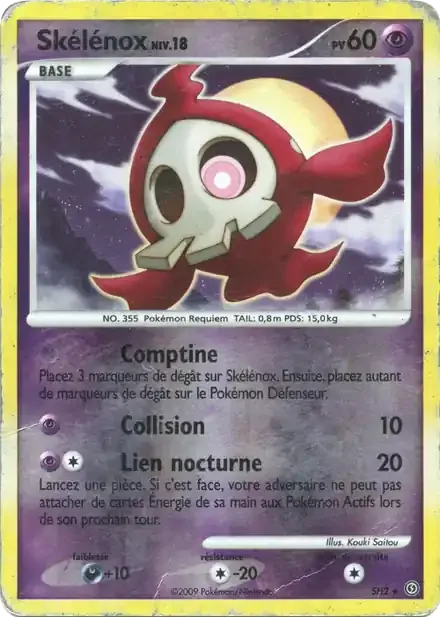 Skélénox NIV.18 PV 60
BASE
NO. 355 Pokémon Requiem TAIL: 0,8m PDS: 15,0kg
Comptine
Placez 3 marqueurs de dégât sur Skélénox. Ensuite, placez autant
de marqueurs de dégât sur le Pokémon Défenseur.
Collision 10
Lien nocturne 20
Lancez une pièce. Si c'est face, votre adversaire ne peut pas
attacher de cartes Énergie de sa main aux Pokémon Actifs lors
de son prochain tour.
Illus. Kouki Saitou
faiblesse résistance
+10 -20
©2009 Pokémon/Nintendo SH2